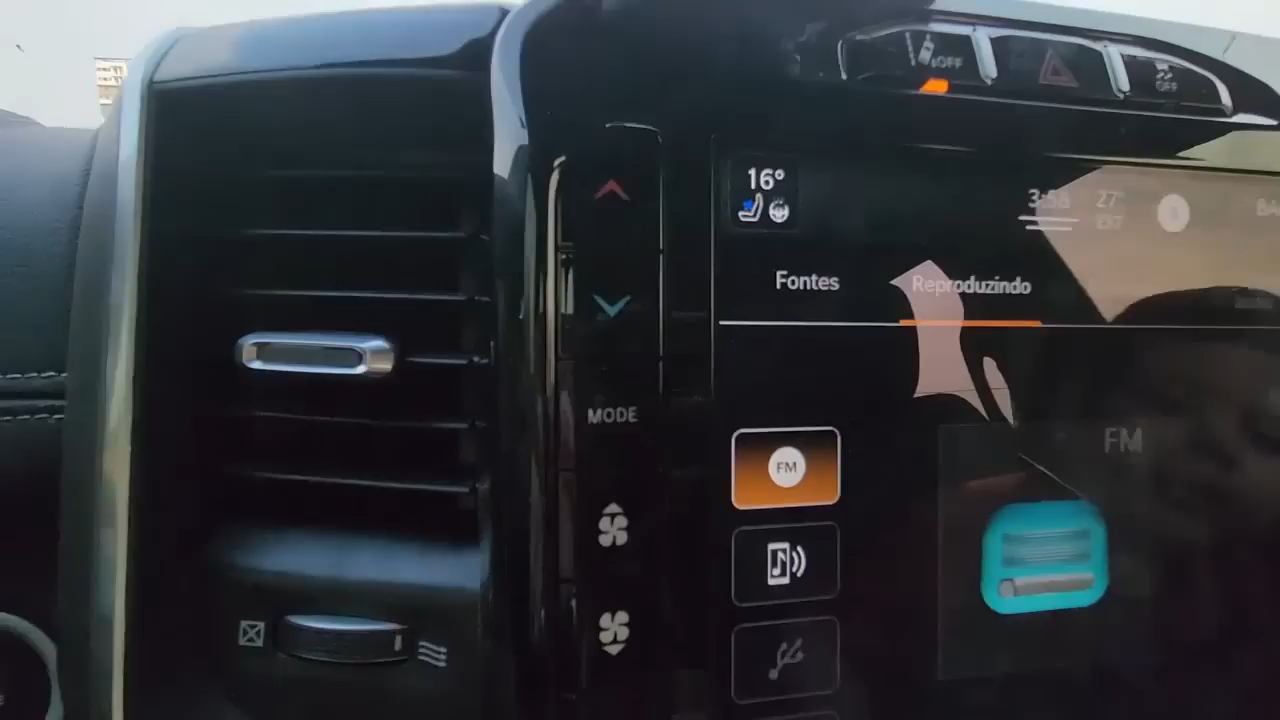 OFF
OFF
16°
3:58
27°
EXT
Fontes
Reproduzindo
MODE
FM
FM